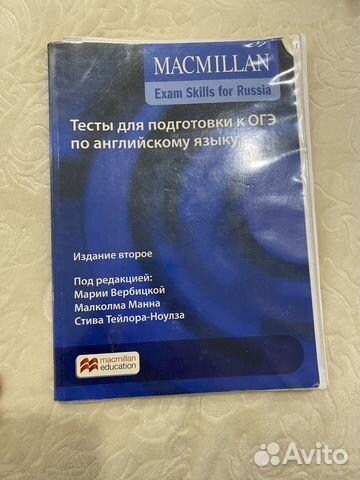 MACMILLAN
Exam Skills for Russia
Тесты для подготовки к ОГЭ
по английскому языку
Издание второе
Под редакцией:
Марии Вербицкой
Малколма Манна
Стива Тейлора-Ноулза
macmillan
education
Avito